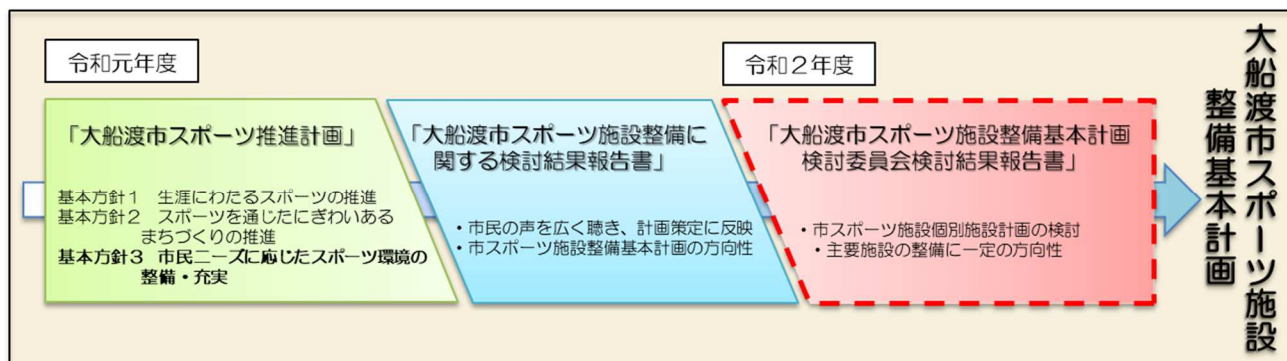 令和元年度
「大船渡市スポーツ推進計画」
基本方針1　生涯にわたるスポーツの推進
基本方針2　スポーツを通じたにぎわいある
まちづくりの推進
基本方針3　市民ニーズに応じたスポーツ環境の
整備・充実
「大船渡市スポーツ施設整備に
関する検討結果報告書」
・市民の声を広く聴き、計画策定に反映
・市スポーツ施設整備基本計画の方向性
令和２年度
「大船渡市スポーツ施設整備基本計画
検討委員会検討結果報告書」
・市スポーツ施設個別施設計画の検討
・主要施設の整備に一定の方向性
大船渡市スポーツ施設
整備基本計画